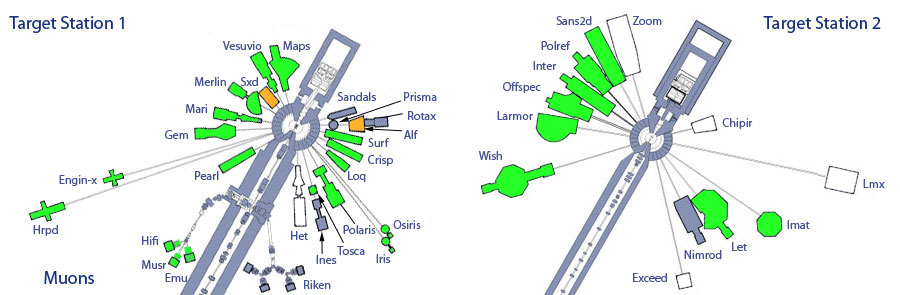 Target Station 1
Target Station 2
Vesuvio
Maps
Merlin
Sxd
Mari
Gem
Sandals
Prisma
Rotax
Alf
Surf
Crisp
Loq
Pearl
Engin-x
Hrpd
Hifi
Musr
Emu
Muons
Riken
Het
Ines
Tosca
Polaris
Osiris
Iris
Sans2d
Zoom
Polref
Inter
Offspec
Larmor
Wish
Chipir
Lmx
Imat
Let
Nimrod
Exceed